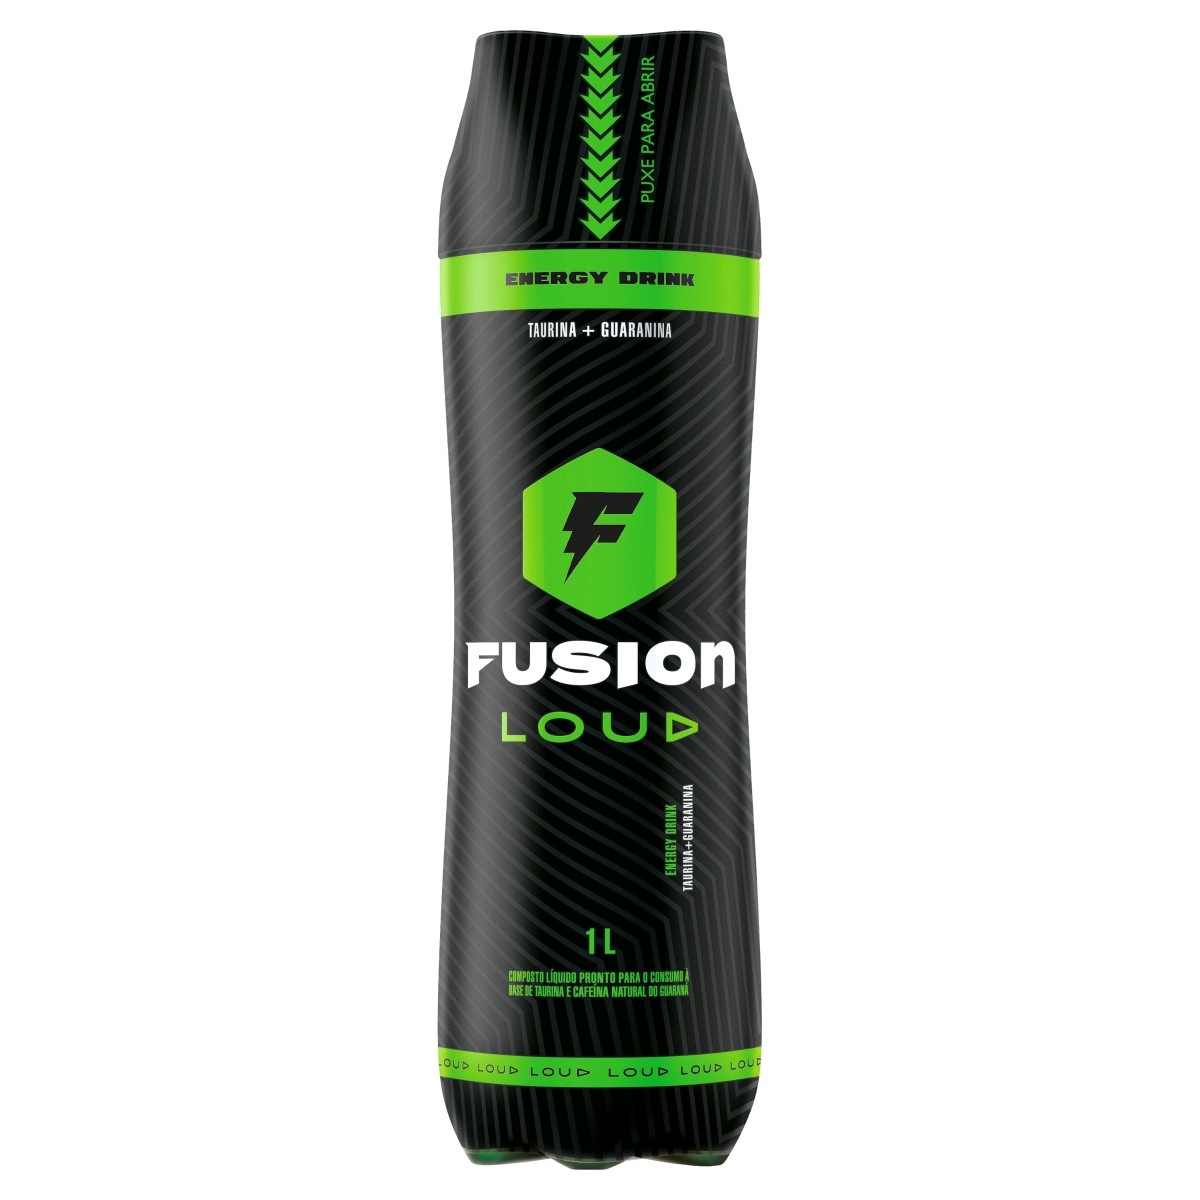 PUXE PARA ABRIR
ENERGY DRINK
TAURINA + GUARANINA
F
FUSION
LOUD
ENERGY DRINK
TAURINA+GUARANINA
1 L
COMPOSTO LÍQUIDO PRONTO PARA O CONSUMO À
BASE DE TAURINA E CAFEÍNA NATURAL DO GUARANÁ
LOUD LOUD LOUD LOUD LOUD LOUD